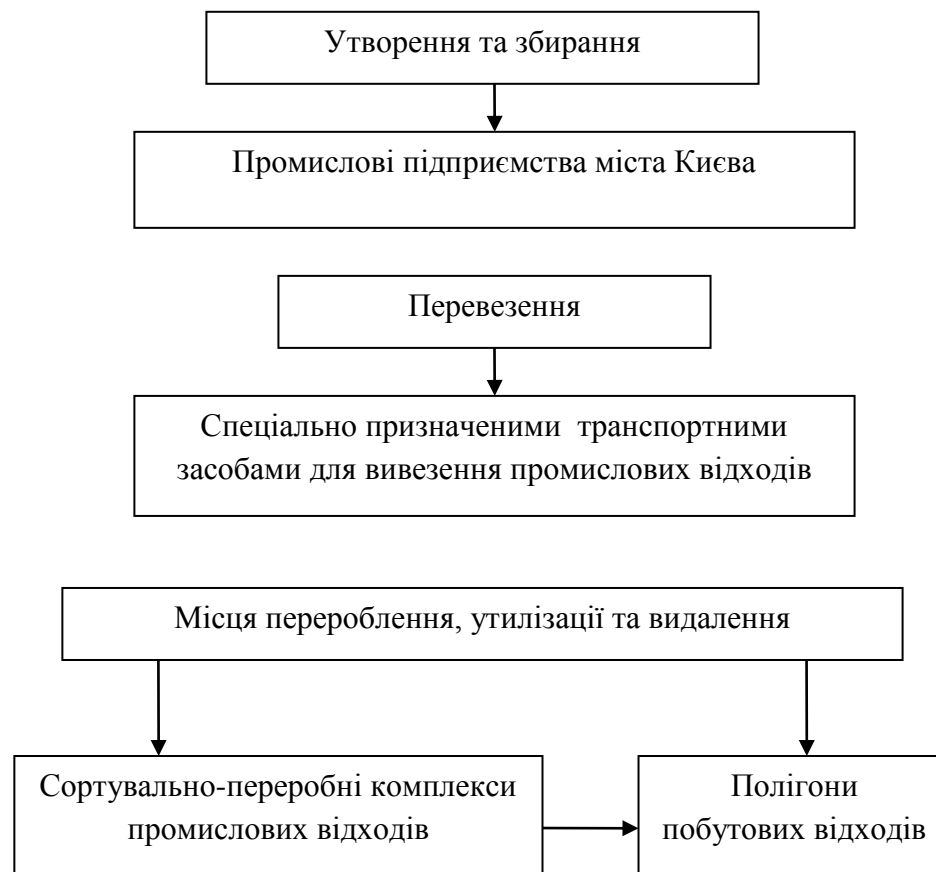 Утворення та збирання
Промислові підприємства міста Києва
Перевезення
Спеціально призначеними транспортними
засобами для вивезення промислових відходів
Місця перероблення, утилізації та видалення
Сортувально-переробні комплекси
промислових відходів
Полігони
побутових відходів